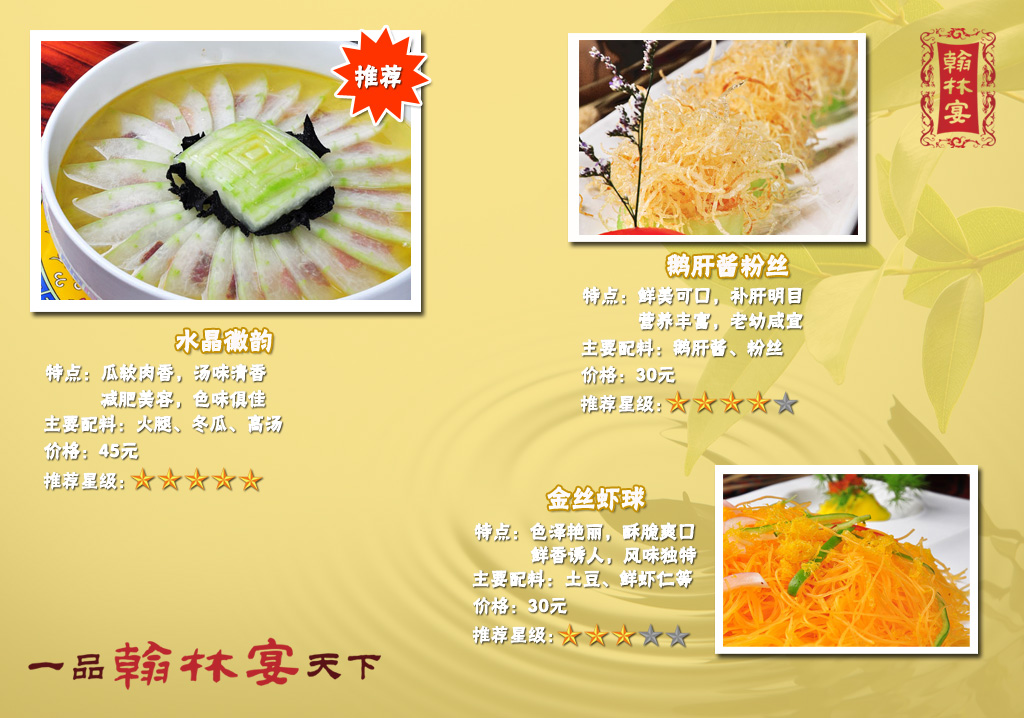 推荐
水晶徽韵
特点：瓜软肉香，汤味清香
减肥美容，色味俱佳
主要配料：火腿、冬瓜、高汤
价格：45元
推荐星级：
翰林宴
鹅肝酱粉丝
特点：鲜美可口，补肝明目
营养丰富，老幼咸宜
主要配料：鹅肝酱、粉丝
价格：30元
推荐星级：
金丝虾球
特点：色泽艳丽，酥脆爽口
鲜香诱人，风味独特
主要配料：土豆、鲜虾仁等
价格：30元
推荐星级：
一品翰林宴天下